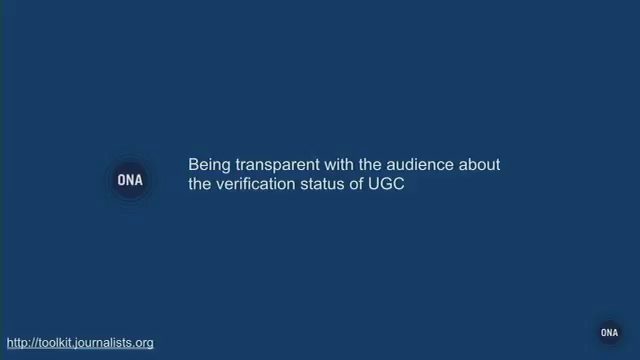 Being transparent with the audience about
the verification status of UGC
ONA
http://toolkit.journalists.org
ONA